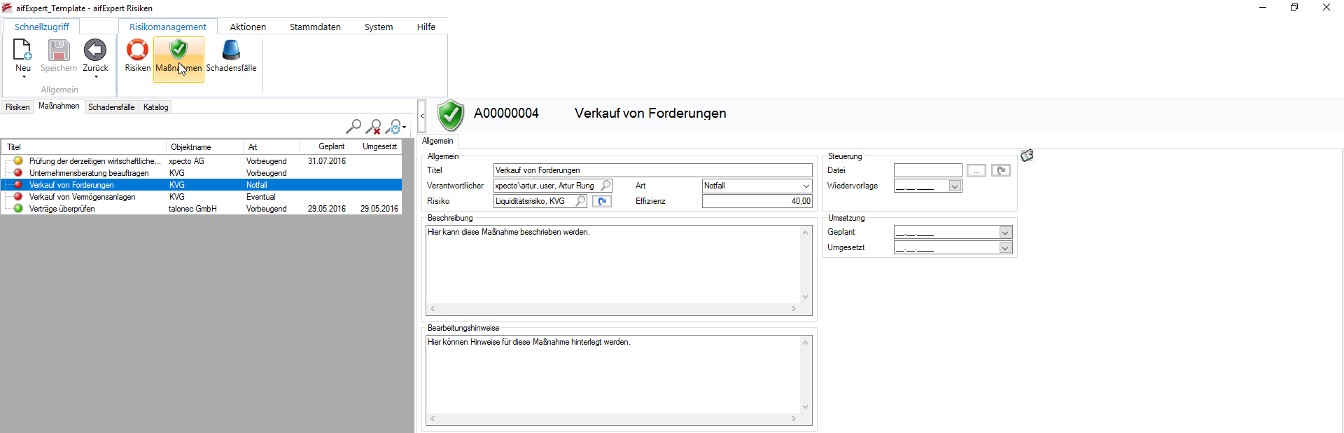 aifExpert_Template - aifExpert Risiken
Schnellzugriff Risikomanagement Aktionen Stammdaten System Hilfe
Neu Speichern Zurück Risiken Maßnahmen Schadensfälle
Allgemein
Risiken Maßnahmen Schadensfälle Katalog
Titel Objektname Art Geplant Umgesetzt
Prüfung der derzeitigen wirtschaftliche... xpecto AG Vorbeugend 31.07.2016
Unternehmensberatung beauftragen KVG Vorbeugend
Verkauf von Forderungen KVG Notfall
Verkauf von Vermögensanlagen KVG Eventual
Verträge überprüfen talonec GmbH Vorbeugend 29.05.2016 29.05.2016
A00000004 Verkauf von Forderungen
Allgemein
Allgemein
Titel Verkauf von Forderungen
Verantwortlicher xpecto\artur, user, Artur Rung Art Notfall
Risiko Liquiditätsrisiko, KVG Effizienz 40,00
Beschreibung
Hier kann diese Maßnahme beschrieben werden.
Bearbeitungshinweise
Hier können Hinweise für diese Maßnahme hinterlegt werden.
Steuerung
Datei ...
Wiedervorlage __.__.____
Umsetzung
Geplant __.__.____
Umgesetzt __.__.____